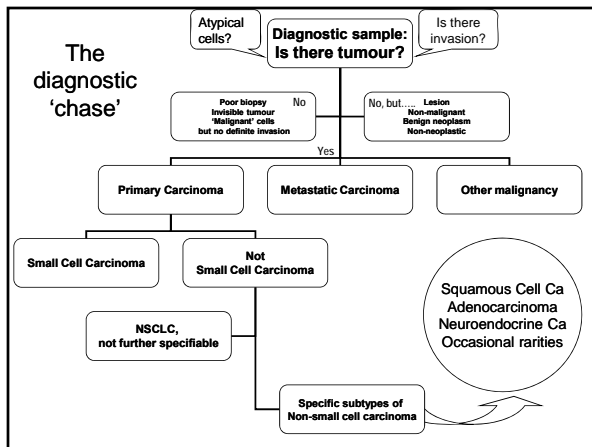 The
diagnostic
‘chase’
Atypical
cells?
Diagnostic sample:
Is there tumour?
Is there
invasion?
No
Poor biopsy
Invisible tumour
‘Malignant’ cells
but no definite invasion
No, but.....
Lesion
Non-malignant
Benign neoplasm
Non-neoplastic
Yes
Primary Carcinoma
Metastatic Carcinoma
Other malignancy
Small Cell Carcinoma
Not
Small Cell Carcinoma
NSCLC,
not further specifiable
Specific subtypes of
Non-small cell carcinoma
Squamous Cell Ca
Adenocarcinoma
Neuroendocrine Ca
Occasional rarities